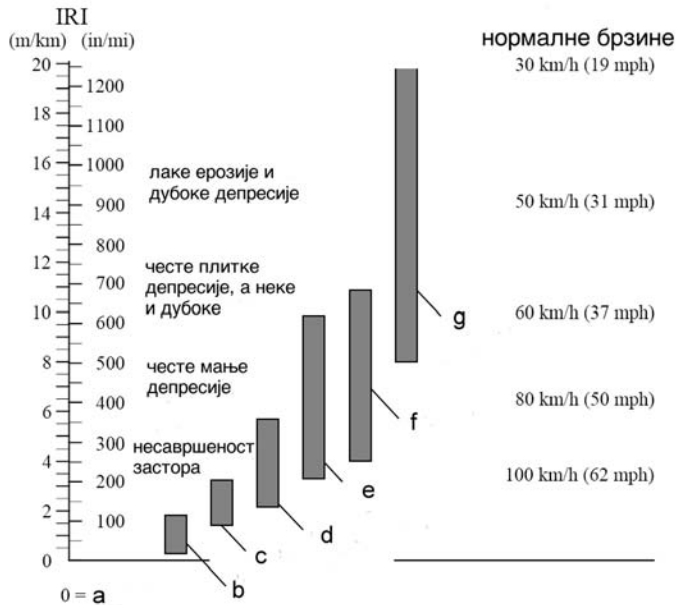 IRI
(m/km) (in/mi)
нормалне брзине
20
18
16
14
12
10
8
6
4
2
0
1200
1100
1000
900
800
700
600
500
400
300
200
100
лаке ерозије и
дубоке депресије
честе плитке
депресије, а неке
и дубоке
честе мање
депресије
несавршеност
застора
b
c
d
e
f
g
30 km/h (19 mph)
50 km/h (31 mph)
60 km/h (37 mph)
80 km/h (50 mph)
100 km/h (62 mph)
0 = a